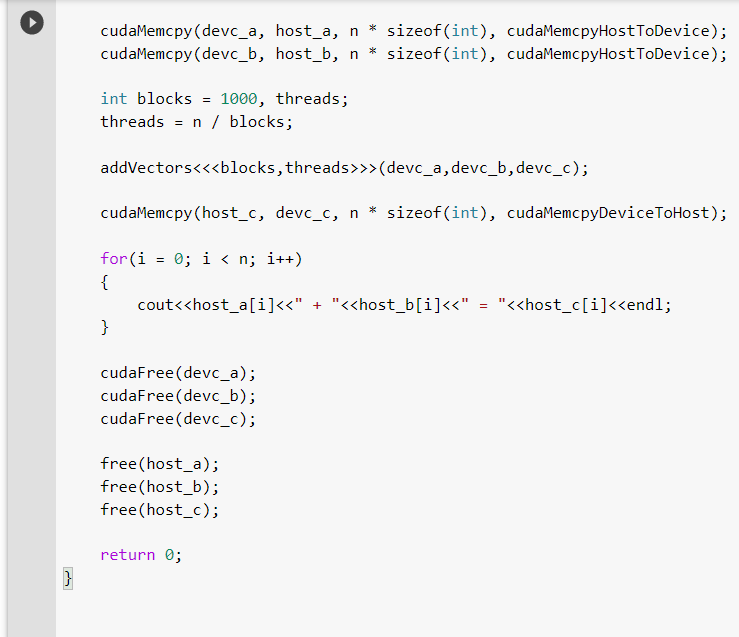 cudaMemcpy(devc_a, host_a, n * sizeof(int), cudaMemcpyHostToDevice);
cudaMemcpy(devc_b, host_b, n * sizeof(int), cudaMemcpyHostToDevice);
int blocks = 1000, threads;
threads = n / blocks;
addVectors<<<blocks,threads>>>(devc_a,devc_b,devc_c);
cudaMemcpy(host_c, devc_c, n * sizeof(int), cudaMemcpyDeviceToHost);
for(i = 0; i < n; i++)
{
cout<<host_a[i]<<" + "<<host_b[i]<<" = "<<host_c[i]<<endl;
}
cudaFree(devc_a);
cudaFree(devc_b);
cudaFree(devc_c);
free(host_a);
free(host_b);
free(host_c);
return 0;
}